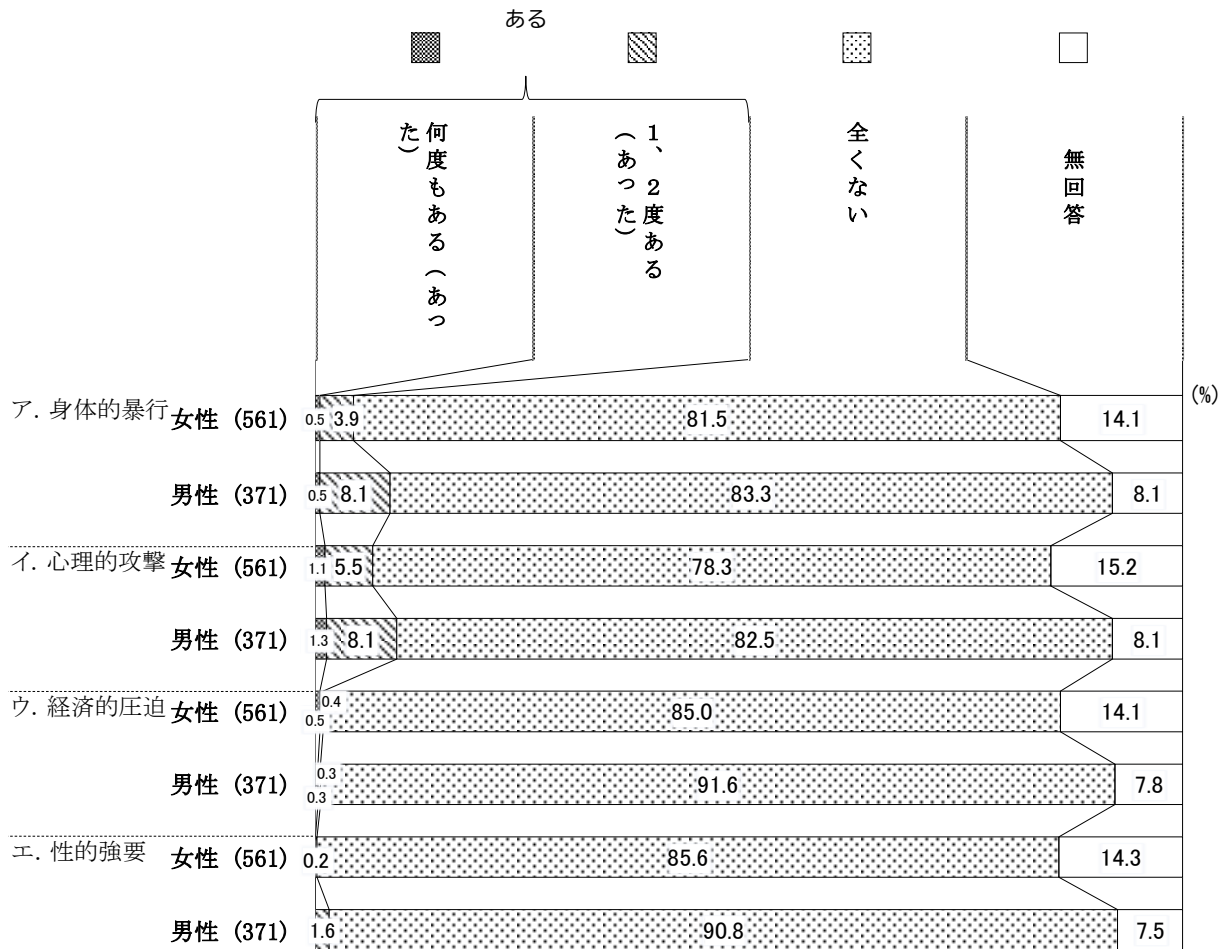 ある
何度もある（あっ
た）
1、2度ある
（あった）
全くない
無回答
(%)
ア. 身体的暴行 女性 (561) 0.5 3.9 81.5 14.1
男性 (371) 0.5 8.1 83.3 8.1
イ. 心理的攻撃 女性 (561) 1.1 5.5 78.3 15.2
男性 (371) 1.3 8.1 82.5 8.1
ウ. 経済的圧迫 女性 (561) 0.5 0.4 85.0 14.1
男性 (371) 0.3 0.3 91.6 7.8
エ. 性的強要 女性 (561) 0.2 85.6 14.3
男性 (371) 1.6 90.8 7.5